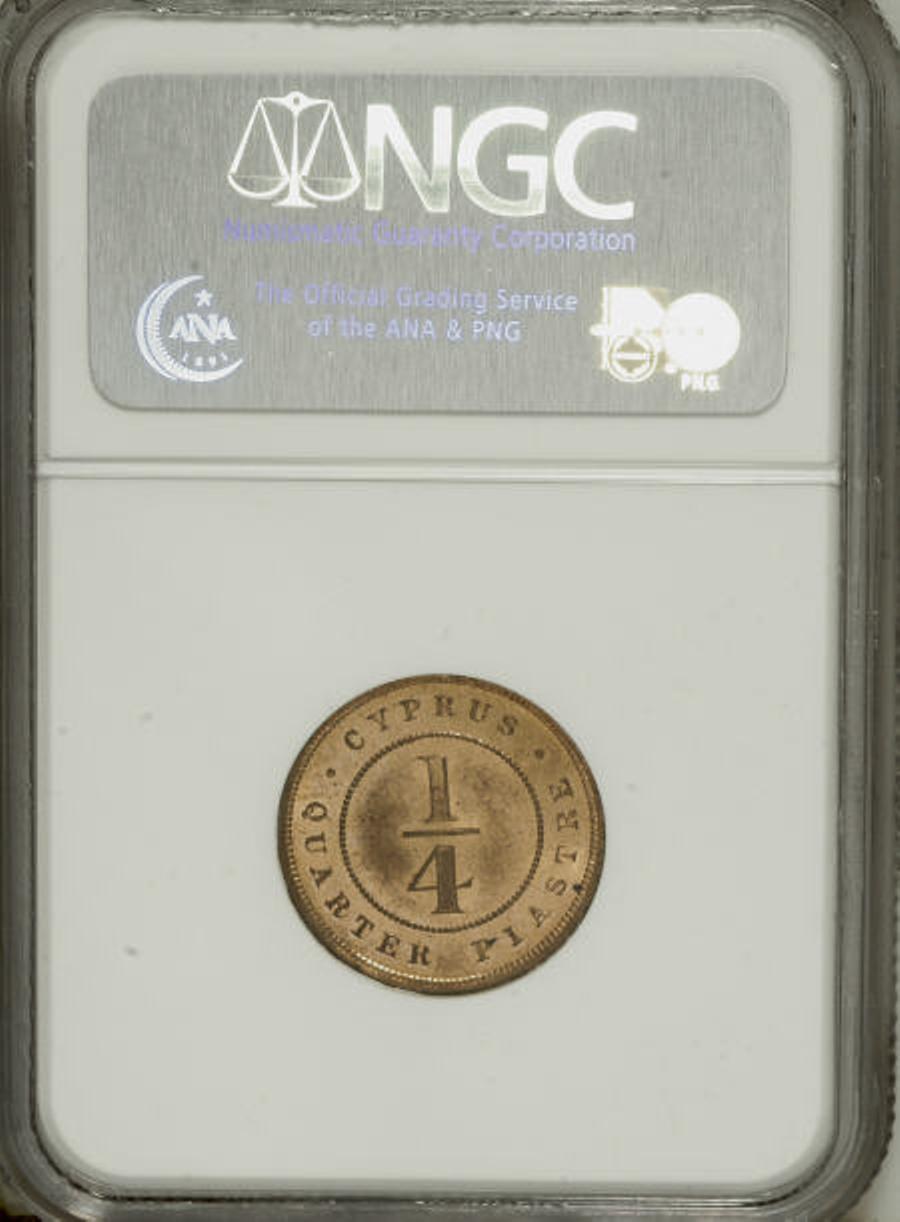 NGC
Numismatic Guaranty Corporation
The Official Grading Service
of the ANA & PNG
ANA
1891
PNG
CYPRUS
1
4
QUARTER PIASTRE